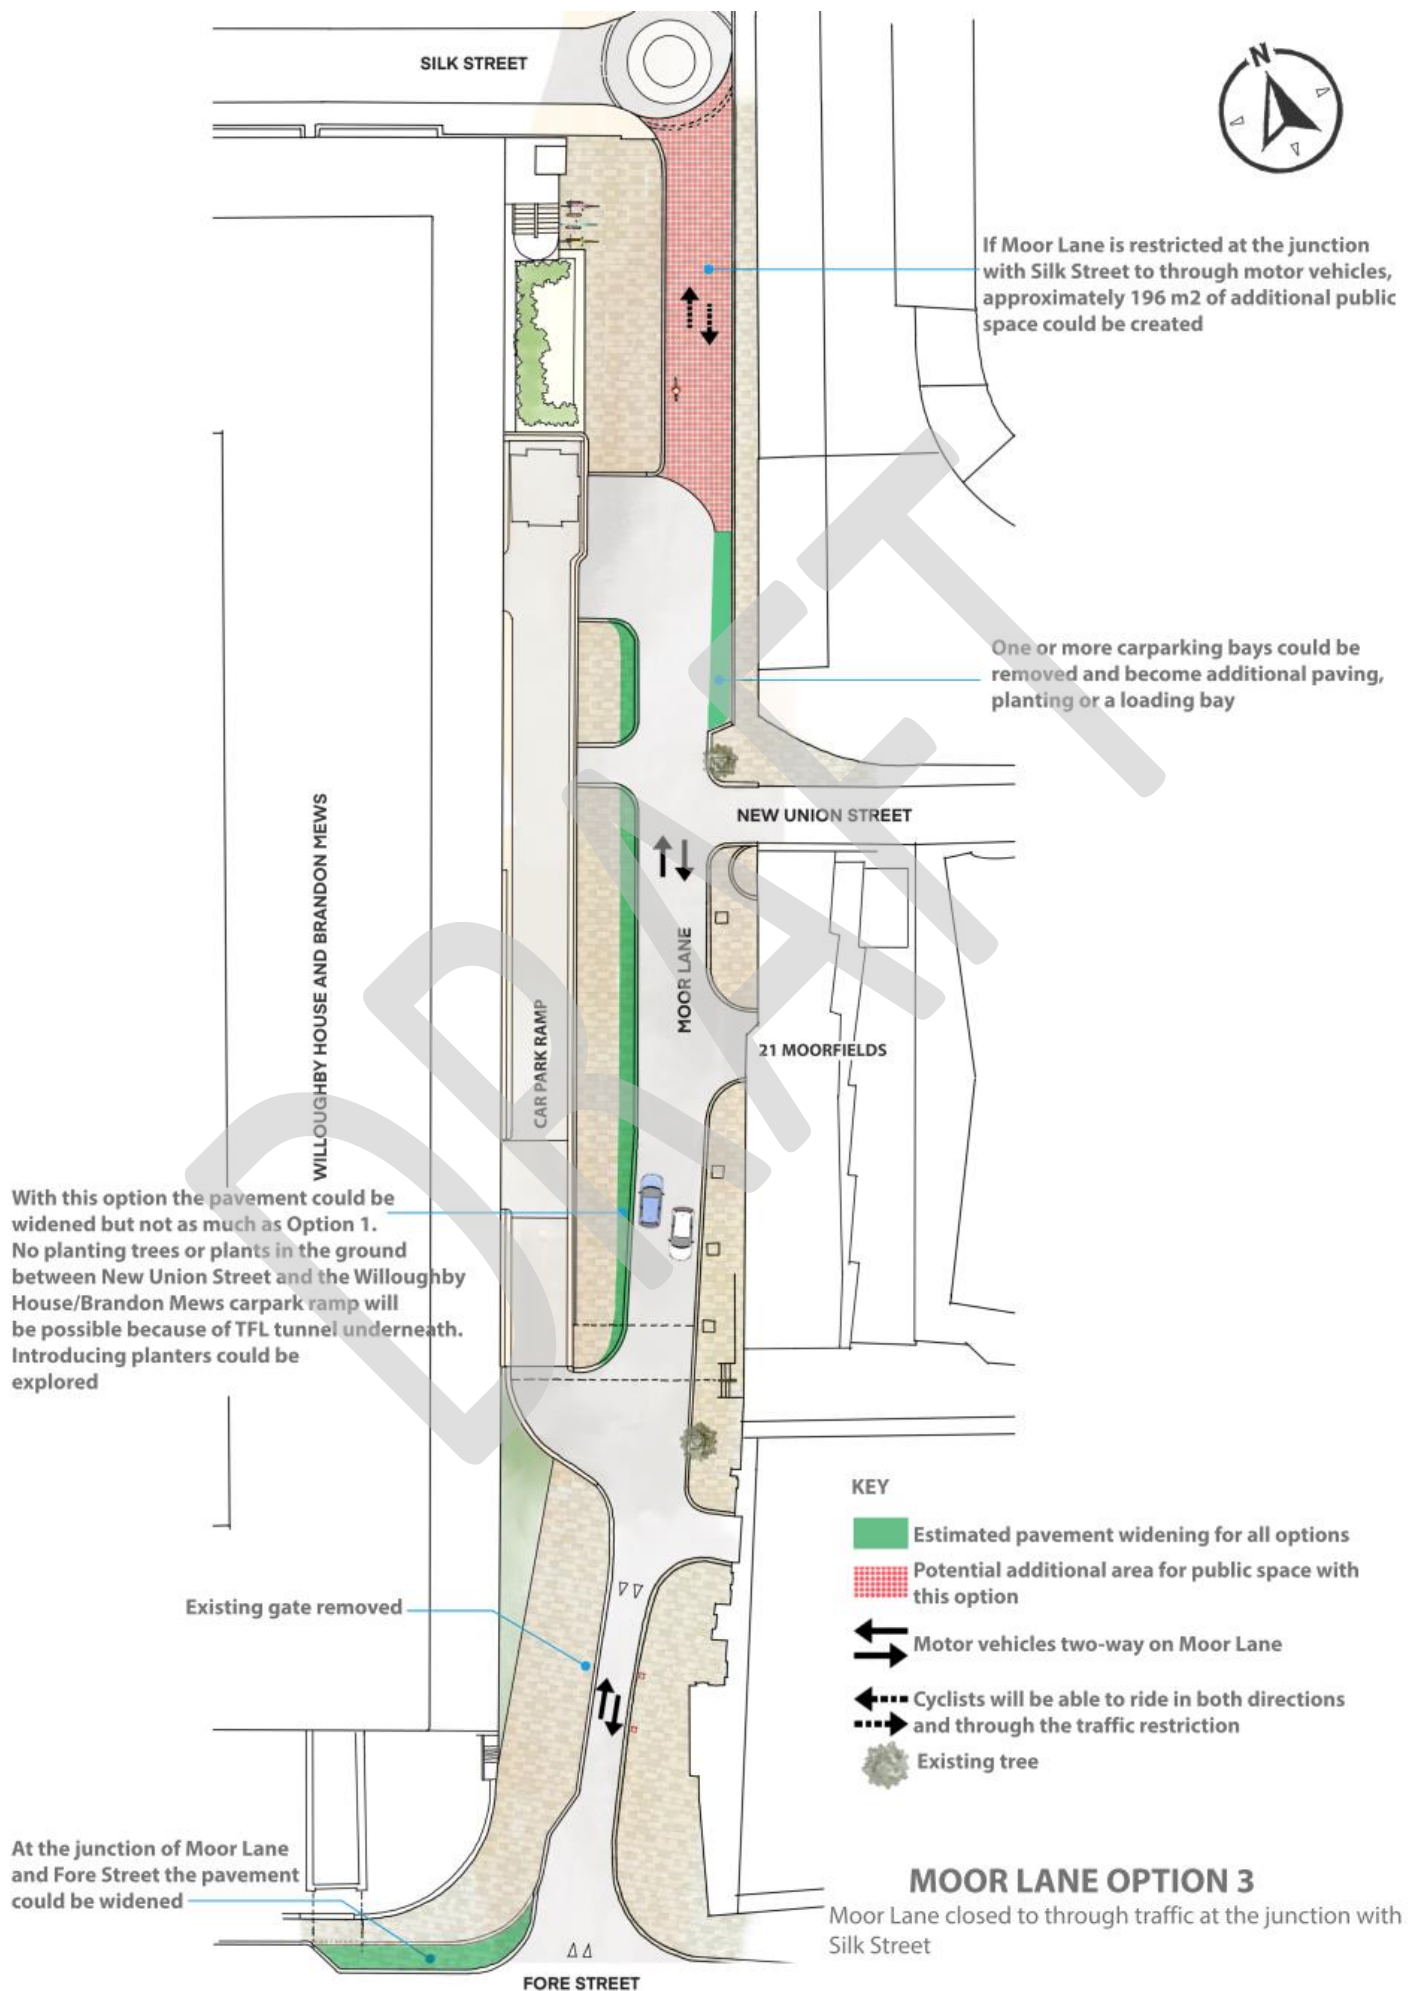 SILK STREET
N
If Moor Lane is restricted at the junction
with Silk Street to through motor vehicles,
approximately 196 m2 of additional public
space could be created
One or more carparking bays could be
removed and become additional paving,
planting or a loading bay
NEW UNION STREET
WILLOUGHBY HOUSE AND BRANDON MEWS
MOOR LANE
CAR PARK RAMP
21 MOORFIELDS
DRAFT
With this option the pavement could be
widened but not as much as Option 1.
No planting trees or plants in the ground
between New Union Street and the Willoughby
House/Brandon Mews carpark ramp will
be possible because of TFL tunnel underneath.
Introducing planters could be
explored
KEY
Estimated pavement widening for all options
Potential additional area for public space with
this option
Motor vehicles two-way on Moor Lane
Cyclists will be able to ride in both directions
and through the traffic restriction
Existing tree
Existing gate removed
At the junction of Moor Lane
and Fore Street the pavement
could be widened
MOOR LANE OPTION 3
Moor Lane closed to through traffic at the junction with
Silk Street
FORE STREET